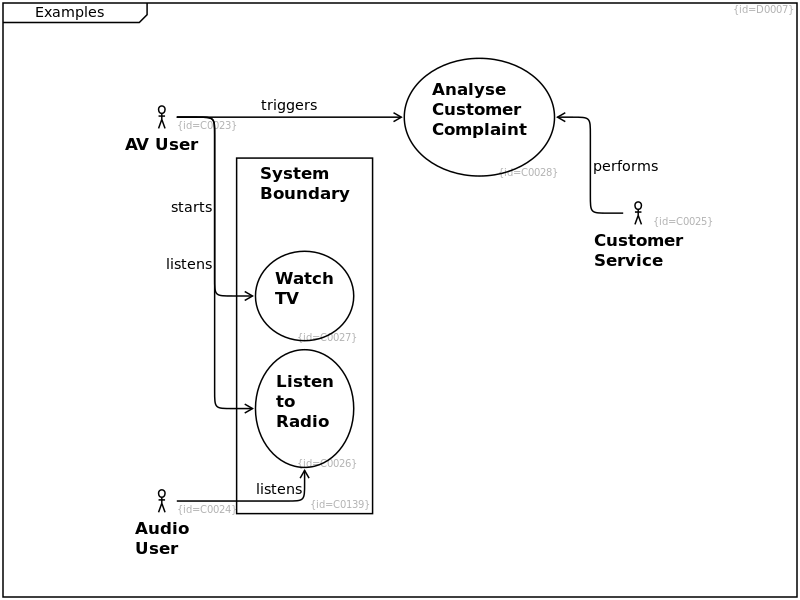 Examples
{id=D0007}
triggers
{id=C0023}
AV User
Analyse
Customer
Complaint
{id=C0028}
performs
System
Boundary
starts
{id=C0025}
Customer
Service
listens
Watch
TV
{id=C0027}
Listen
to
Radio
{id=C0026}
listens
{id=C0139}
{id=C0024}
Audio
User